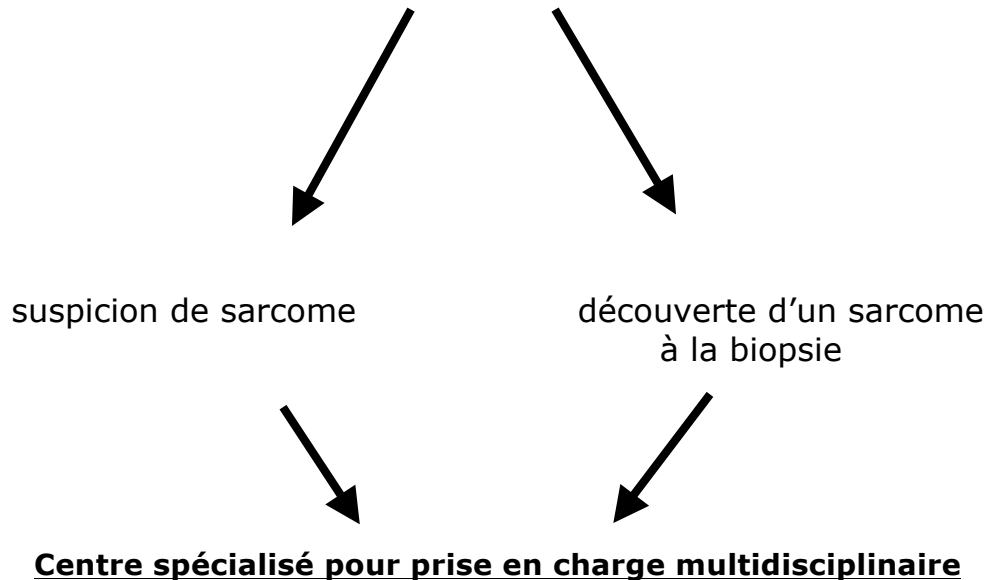 suspicion de sarcome
découverte d’un sarcome
à la biopsie
Centre spécialisé pour prise en charge multidisciplinaire